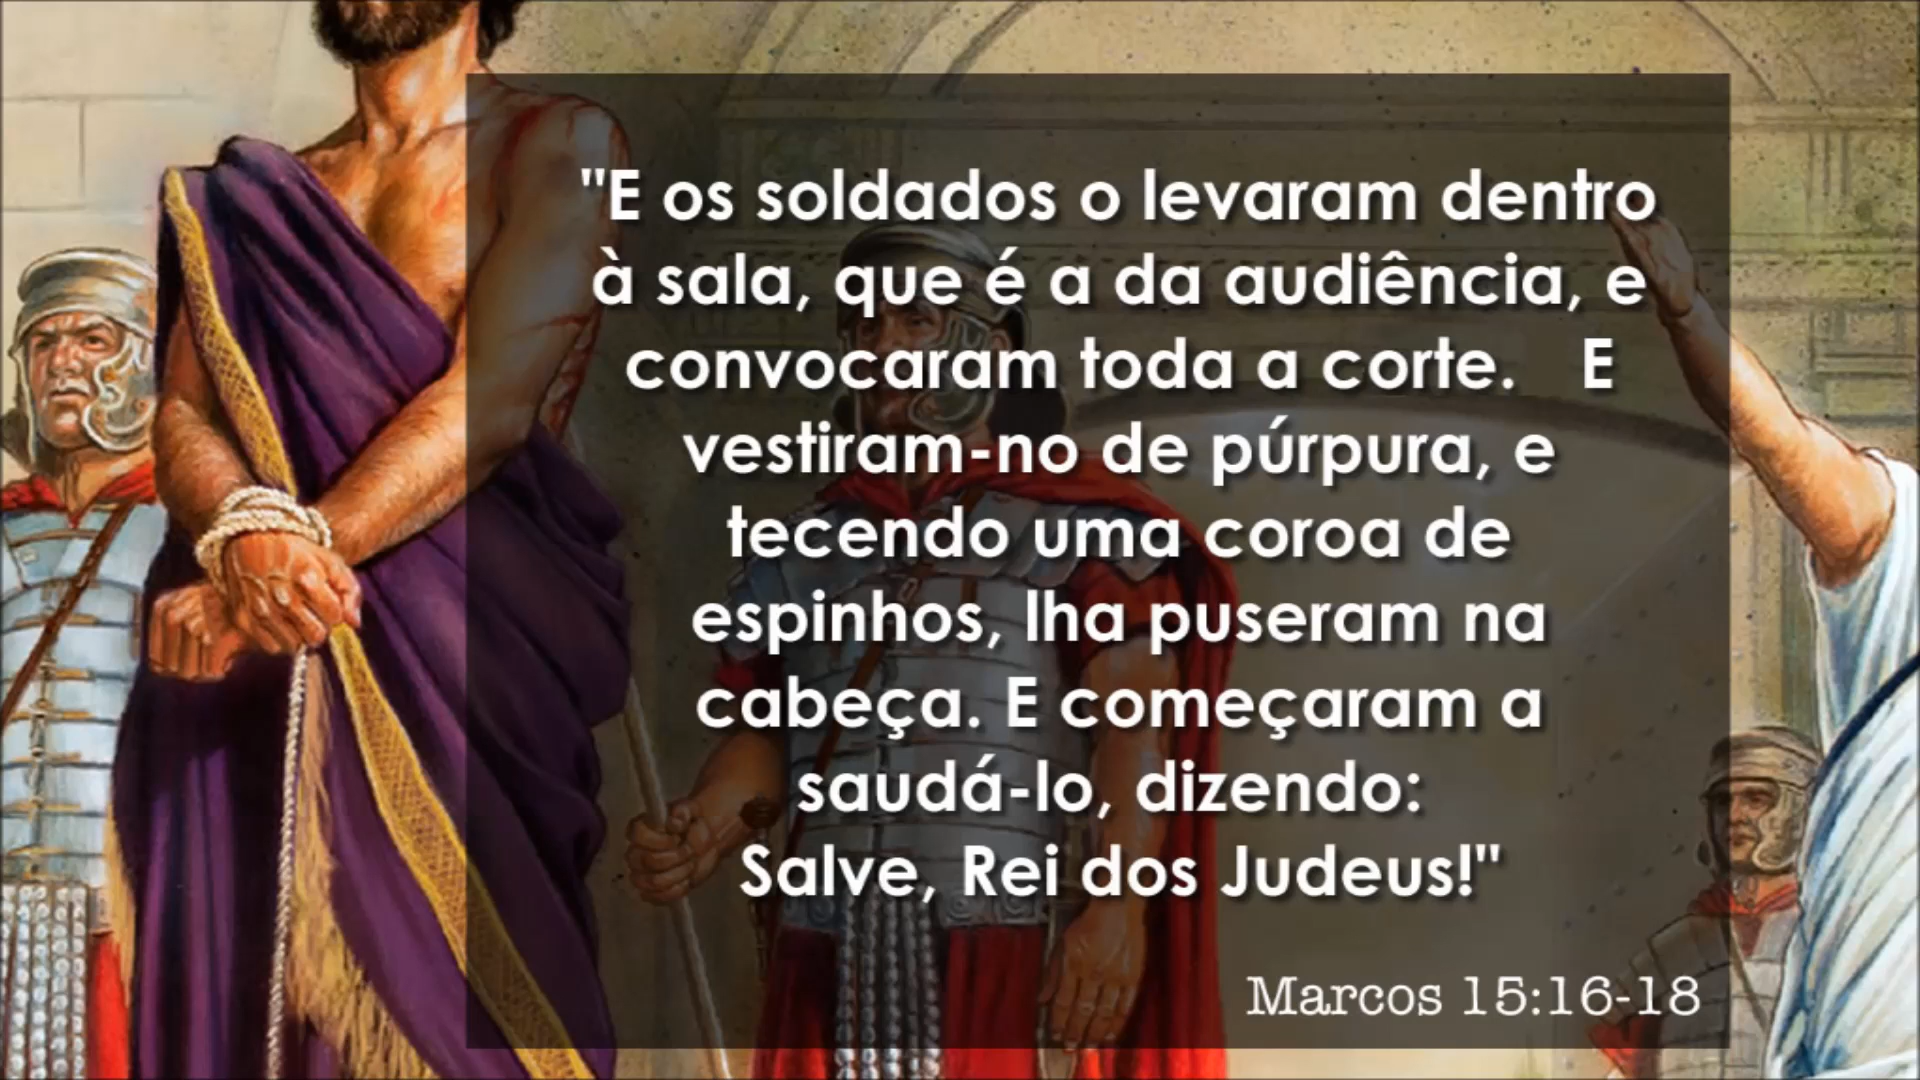 "E os soldados o levaram dentro
à sala, que é a da audiência, e
convocaram toda a corte.   E
vestiram-no de púrpura, e
tecendo uma coroa de
espinhos, lha puseram na
cabeça. E começaram a
saudá-lo, dizendo:
Salve, Rei dos Judeus!"
Marcos 15:16-18